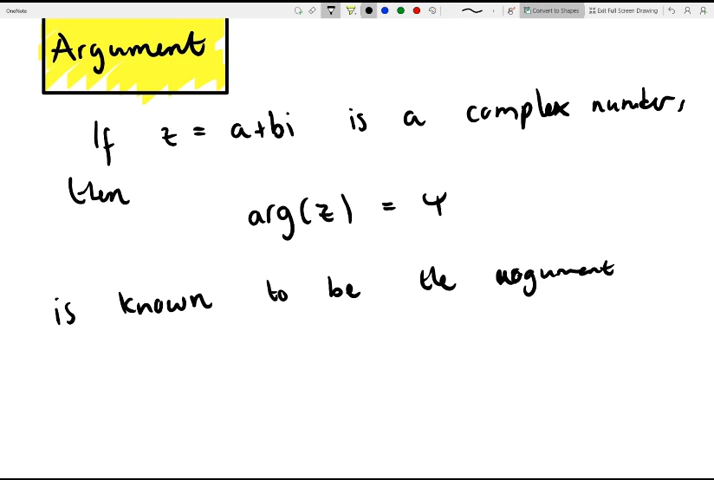 OneNote
Convert to Shapes
Exit Full Screen Drawing
Argument
If z = a+bi is a complex number,
then
arg(z) = φ
is known to be the argument